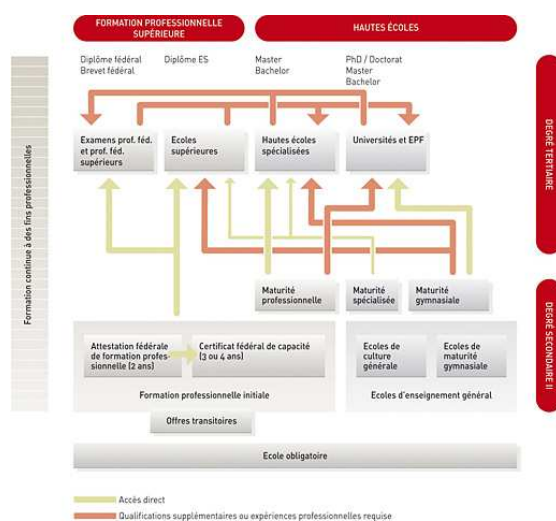 FORMATION PROFESSIONNELLE
SUPÉRIEURE
HAUTES ÉCOLES
Diplôme fédéral
Brevet fédéral
Diplôme ES
Master
Bachelor
PhD / Doctorat
Master
Bachelor
Examens prof. féd.
et prof. féd.
supérieurs
Ecoles
supérieures
Hautes écoles
spécialisées
Universités et EPF
DEGRÉ TERTIAIRE
Formation continue à des fins professionnelles
Maturité
professionnelle
Maturité
spécialisée
Maturité
gymnasiale
Attestation fédérale
de formation profes-
sionnelle (2 ans)
Certificat fédéral de capacité
(3 ou 4 ans)
Ecoles de
culture
générale
Ecoles de
maturité
gymnasiale
DEGRÉ SECONDAIRE II
Formation professionnelle initiale
Ecoles d'enseignement général
Offres transitoires
Ecole obligatoire
Accès direct
Qualifications supplémentaires ou expériences professionnelles requise